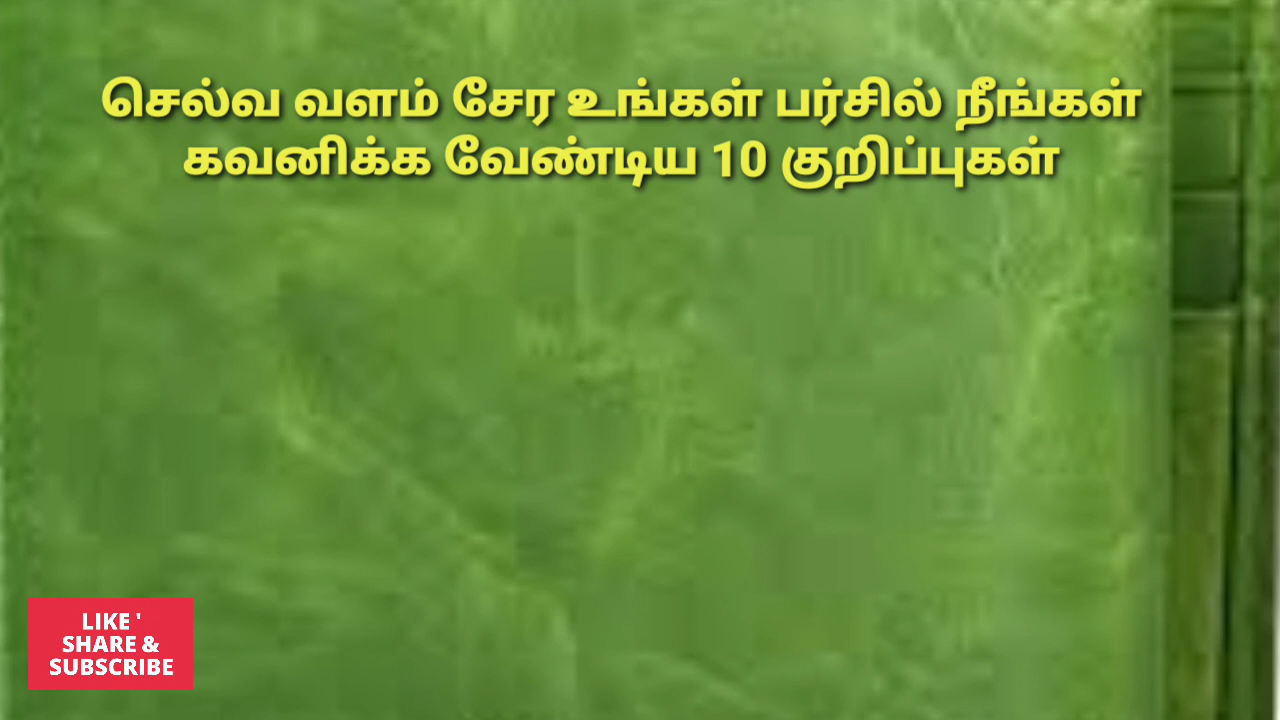 செல்வ வளம் சேர உங்கள் பர்சில் நீங்கள்
கவனிக்க வேண்டிய 10 குறிப்புகள்
LIKE '
SHARE &
SUBSCRIBE